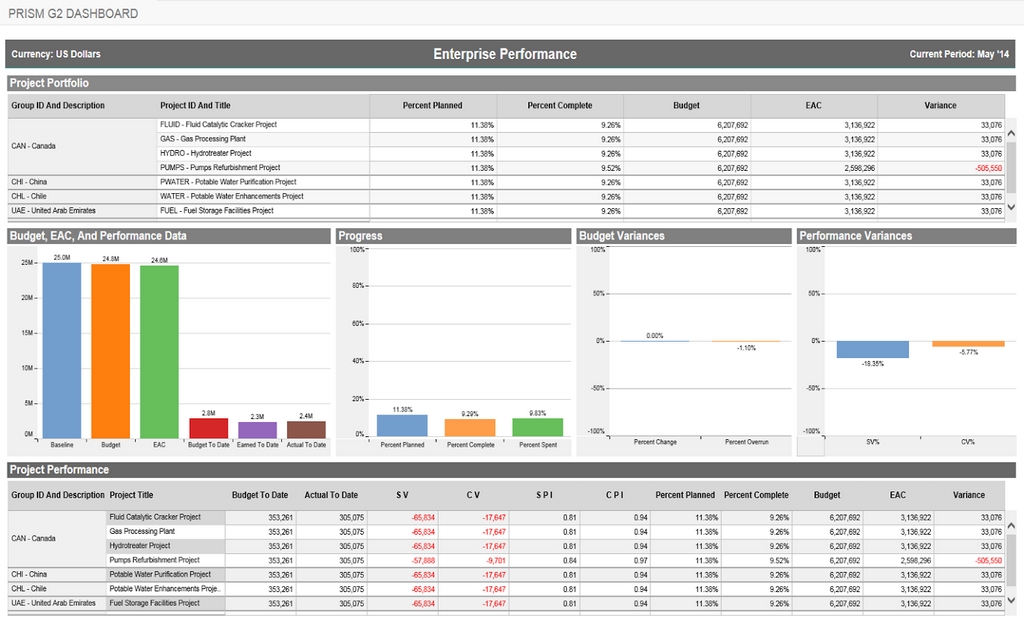 PRISM G2 DASHBOARD
Currency: US Dollars Enterprise Performance Current Period: May '14
Project Portfolio
Group ID And Description Project ID And Title Percent Planned Percent Complete Budget EAC Variance
FLUID - Fluid Catalytic Cracker Project 11.38% 9.26% 6,207,692 3,136,922 33,076
GAS - Gas Processing Plant 11.38% 9.26% 6,207,692 3,136,922 33,076
CAN - Canada
HYDRO - Hydrotreater Project 11.38% 9.26% 6,207,692 3,136,922 33,076
PUMPS - Pumps Refurbishment Project 11.38% 9.52% 6,207,692 2,598,296 -505,550
CHI - China PWATER - Potable Water Purification Project 11.38% 9.26% 6,207,692 3,136,922 33,076
CHL - Chile WATER - Potable Water Enhancements Project 11.38% 9.26% 6,207,692 3,136,922 33,076
UAE - United Arab Emirates FUEL - Fuel Storage Facilities Project 11.38% 9.26% 6,207,692 3,136,922 33,076
Budget, EAC, And Performance Data
25M
20M
15M
10M
5M
0M
25.0M 24.8M 24.6M 2.8M 2.3M 2.4M
Baseline Budget EAC Budget To Date Earned To Date Actual To Date
Progress
100%
80%
60%
40%
20%
0%
11.38% 9.29% 9.83%
Percent Planned Percent Complete Percent Spent
Budget Variances
100%
50%
0%
-50%
-100%
0.00% -1.10%
Percent Change Percent Overrun
Performance Variances
100%
50%
0%
-50%
-100%
SV% CV%
Project Performance
Group ID And Description Project Title Budget To Date Actual To Date S V C V S P I C P I Percent Planned Percent Complete Budget EAC Variance
Fluid Catalytic Cracker Project 353,261 305,075 -65,834 -17,647 0.81 0.94 11.38% 9.26% 6,207,692 3,136,922 33,076
Gas Processing Plant 353,261 305,075 -65,834 -17,647 0.81 0.94 11.38% 9.26% 6,207,692 3,136,922 33,076
CAN - Canada
Hydrotreater Project 353,261 305,075 -65,834 -17,647 0.81 0.94 11.38% 9.26% 6,207,692 3,136,922 33,076
Pumps Refurbishment Project 353,261 305,075 -57,888 -9,701 0.84 0.97 11.38% 9.52% 6,207,692 2,598,296 -505,550
CHI - China Potable Water Purification Project 353,261 305,075 -65,834 -17,647 0.81 0.94 11.38% 9.26% 6,207,692 3,136,922 33,076
CHL - Chile Potable Water Enhancements Proje.. 353,261 305,075 -65,834 -17,647 0.81 0.94 11.38% 9.26% 6,207,692 3,136,922 33,076
UAE - United Arab Emirates Fuel Storage Facilities Project 353,261 305,075 -65,834 -17,647 0.81 0.94 11.38% 9.26% 6,207,692 3,136,922 33,076